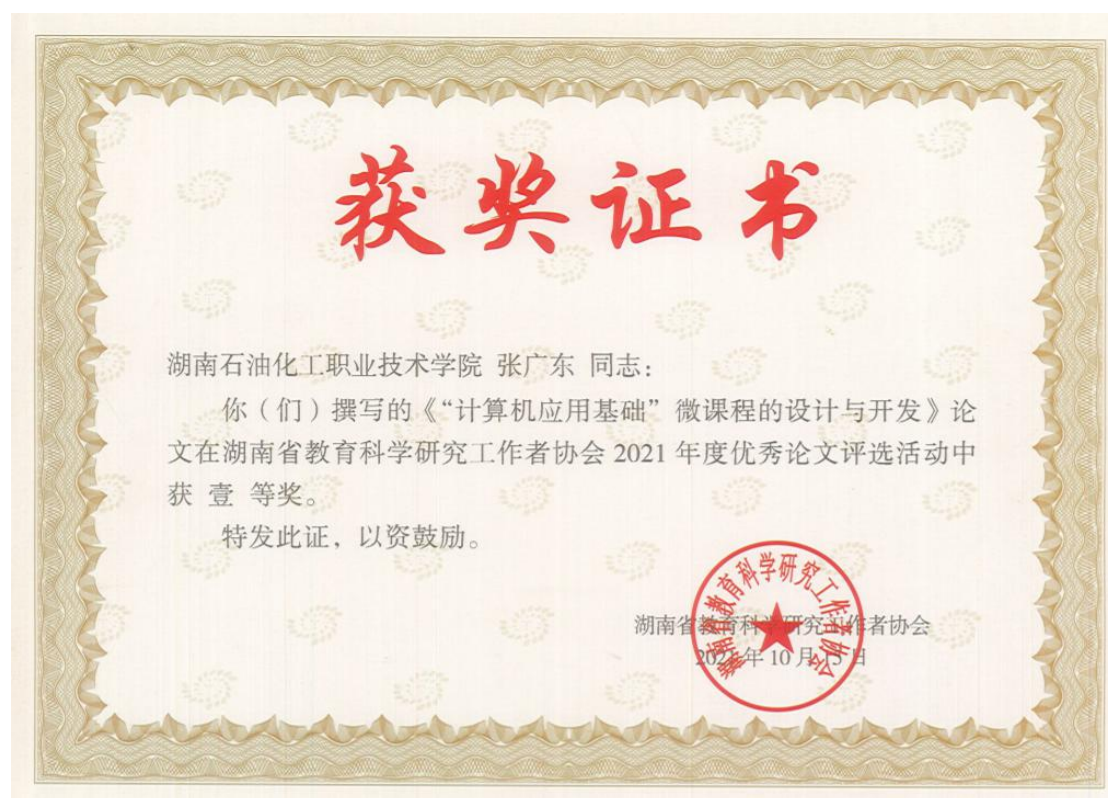 获奖证书
湖南石油化工职业技术学院 张广东 同志：
你（们）撰写的《“计算机应用基础”微课程的设计与开发》论
文在湖南省教育科学研究工作者协会 2021 年度优秀论文评选活动中
获 壹 等奖。
特发此证，以资鼓励。
湖南省教育科学研究工作者协会
湖南省教育科学研究工作者协会
2021 年 10 月 15 日